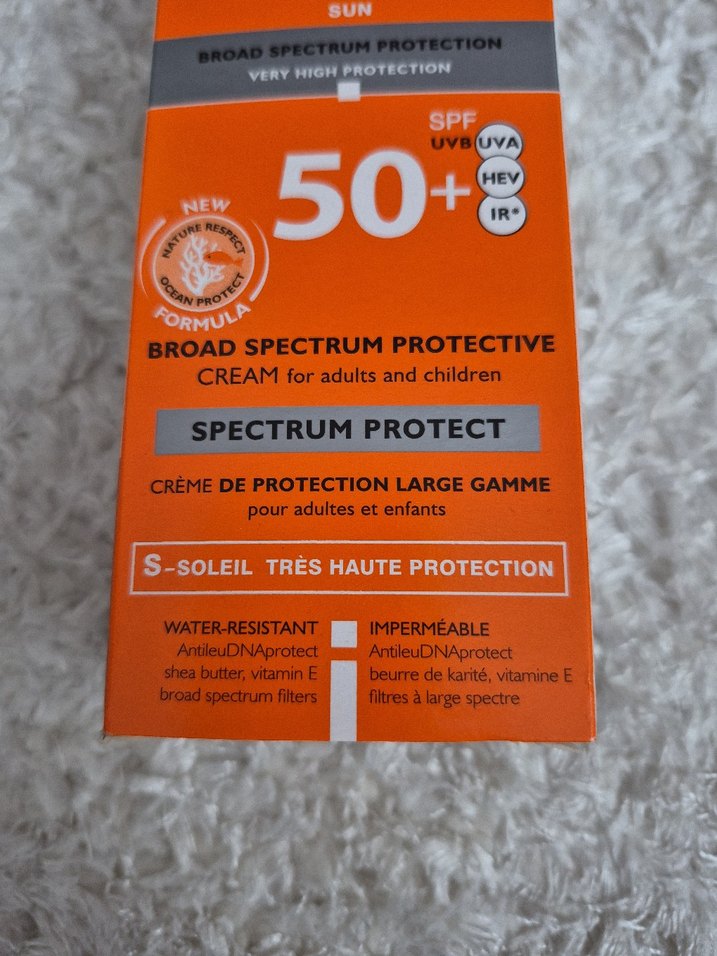 SUN
BROAD SPECTRUM PROTECTION
VERY HIGH PROTECTION
SPF
UVB UVA
50+
HEV
IR*
NEW
NATURE RESPECT
OCEAN PROTECT
FORMULA
BROAD SPECTRUM PROTECTIVE
CREAM for adults and children
SPECTRUM PROTECT
CRÈME DE PROTECTION LARGE GAMME
pour adultes et enfants
S-SOLEIL TRÈS HAUTE PROTECTION
WATER-RESISTANT
AntileuDNAprotect
shea butter, vitamin E
broad spectrum filters
IMPERMÉABLE
AntileuDNAprotect
beurre de karité, vitamine E
filtres à large spectre